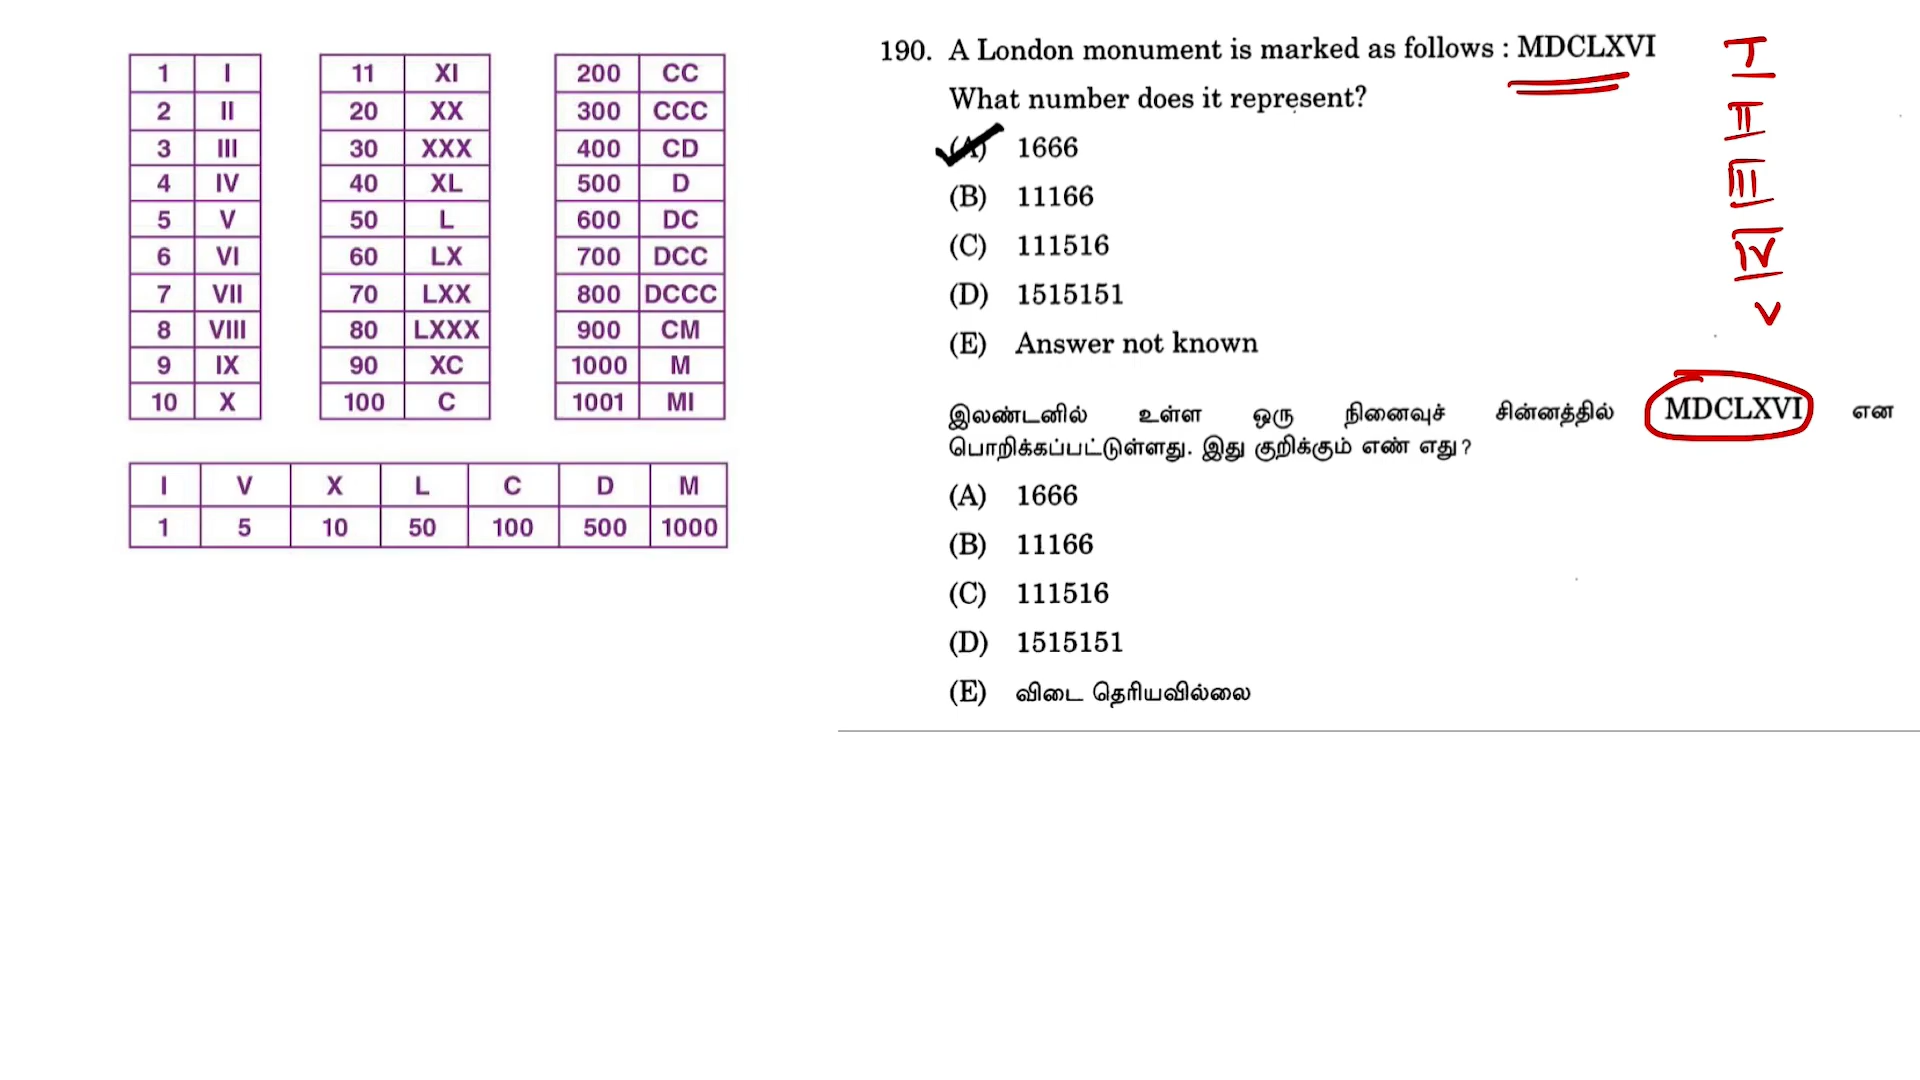 1 I
2 II
3 III
4 IV
5 V
6 VI
7 VII
8 VIII
9 IX
10 X
11 XI
20 XX
30 XXX
40 XL
50 L
60 LX
70 LXX
80 LXXX
90 XC
100 C
200 CC
300 CCC
400 CD
500 D
600 DC
700 DCC
800 DCCC
900 CM
1000 M
1001 MI
I V X L C D M
1 5 10 50 100 500 1000
190. A London monument is marked as follows : MDCLXVI
What number does it represent?
(A) 1666
(B) 11166
(C) 111516
(D) 1515151
(E) Answer not known
இலண்டனில் உள்ள ஒரு நினைவுச் சின்னத்தில் MDCLXVI என
பொறிக்கப்பட்டுள்ளது. இது குறிக்கும் எண் எது?
(A) 1666
(B) 11166
(C) 111516
(D) 1515151
(E) விடை தெரியவில்லை
I
II
III
IV
V